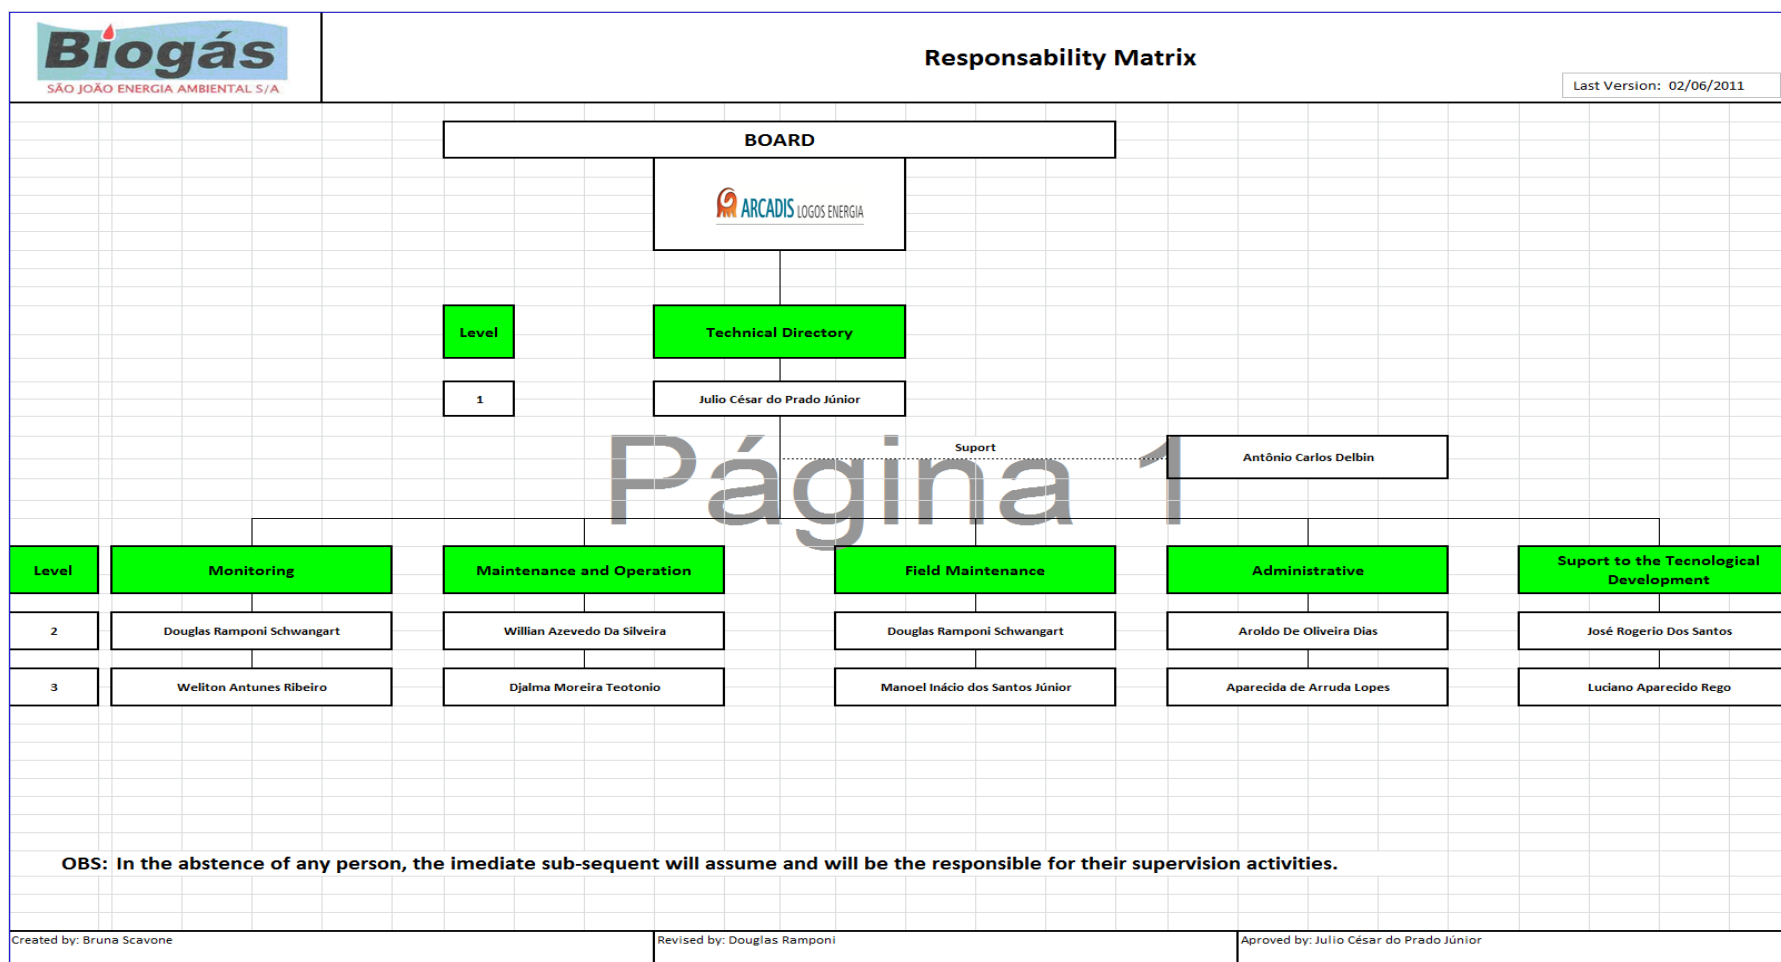 Biogás
SÃO JOÃO ENERGIA AMBIENTAL S/A
Responsability Matrix
Last Version: 02/06/2011
BOARD
ARCADIS LOGOS ENERGIA
Level
Technical Directory
1
Julio César do Prado Júnior
Suport
Antônio Carlos Delbin
Página 1
Level
Monitoring
Maintenance and Operation
Field Maintenance
Administrative
Suport to the Tecnological
Development
2
Douglas Ramponi Schwangart
Willian Azevedo Da Silveira
Douglas Ramponi Schwangart
Aroldo De Oliveira Dias
José Rogerio Dos Santos
3
Weliton Antunes Ribeiro
Djalma Moreira Teotonio
Manoel Inácio dos Santos Júnior
Aparecida de Arruda Lopes
Luciano Aparecido Rego
OBS: In the abstence of any person, the imediate sub-sequent will assume and will be the responsible for their supervision activities.
Created by: Bruna Scavone
Revised by: Douglas Ramponi
Aproved by: Julio César do Prado Júnior